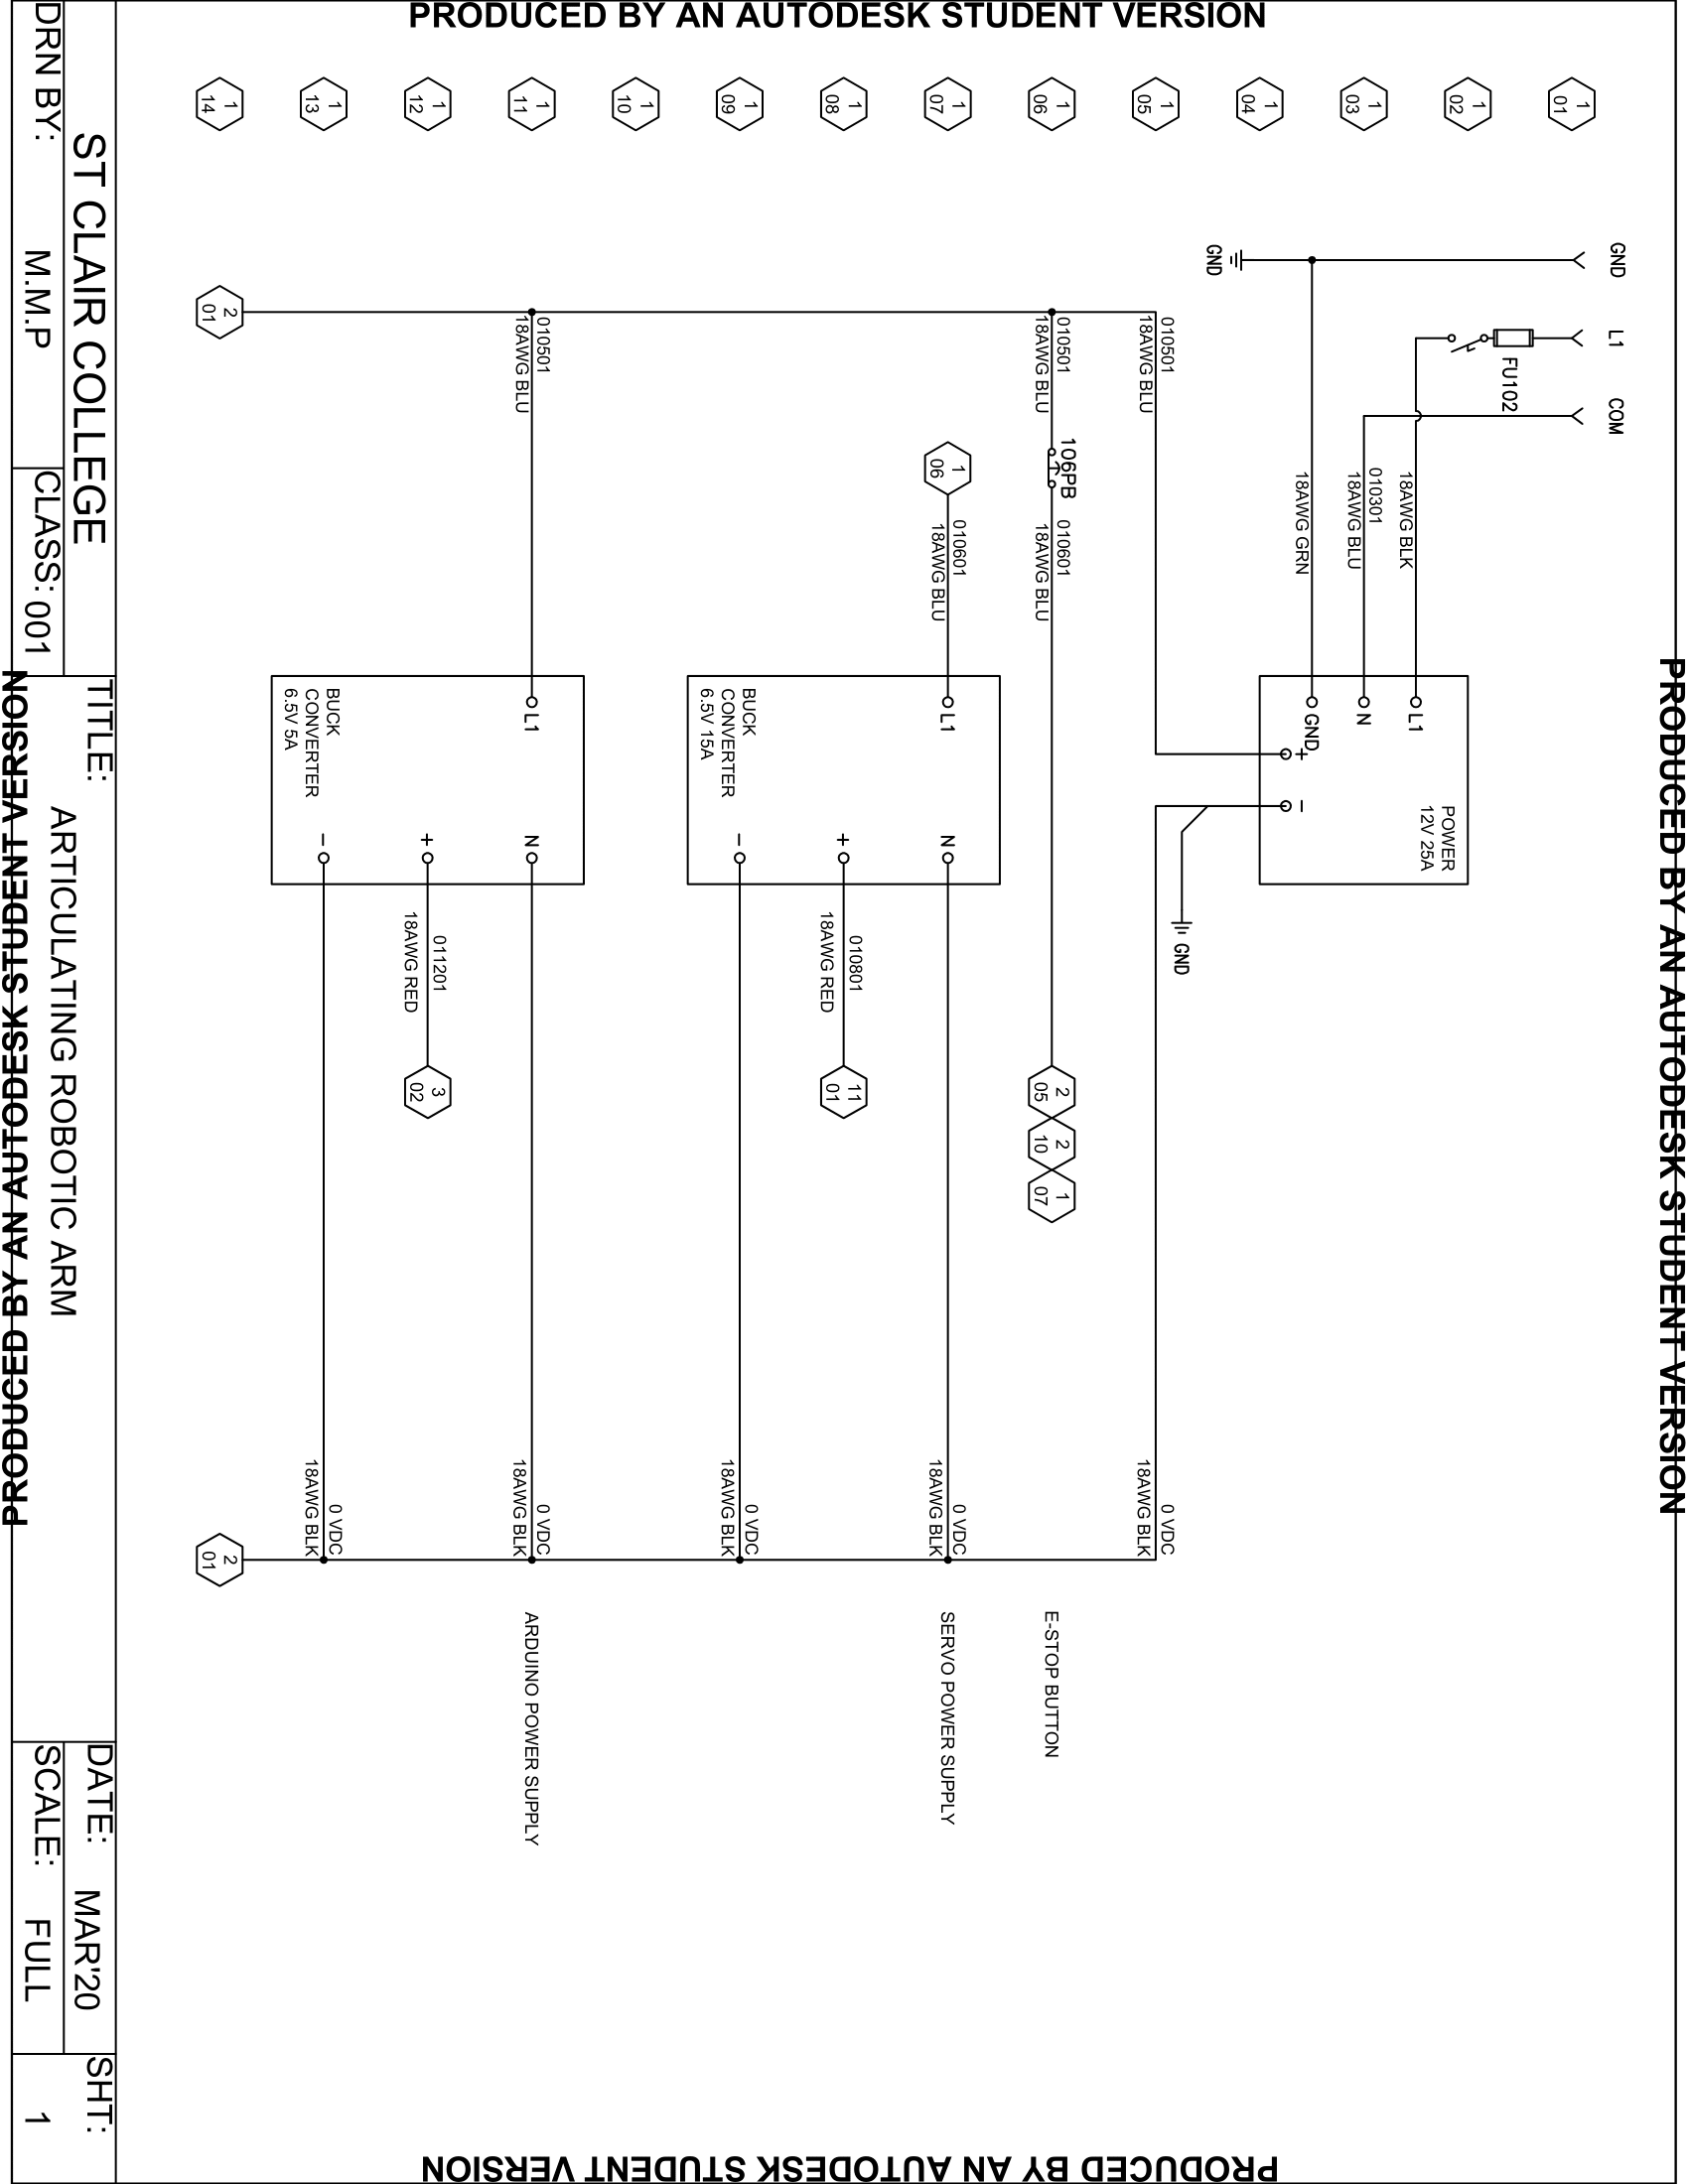 PRODUCED BY AN AUTODESK STUDENT VERSION
PRODUCED BY AN AUTODESK STUDENT VERSION
PRODUCED BY AN AUTODESK STUDENT VERSION
PRODUCED BY AN AUTODESK STUDENT VERSION
GND
L1
COM
1
01
1
02
FU102
18AWG BLK
L1
POWER
12V 25A
1
03
010301
18AWG BLU
N
18AWG GRN
GND
+
-
1
04
GND
GND
1
05
010501
18AWG BLU
0 VDC
18AWG BLK
1
06
010501
18AWG BLU
106PB
010601
18AWG BLU
2
05
2
10
1
07
E-STOP BUTTON
1
07
1
06
010601
18AWG BLU
L1
N
0 VDC
18AWG BLK
SERVO POWER SUPPLY
1
08
+
010801
18AWG RED
11
01
1
09
BUCK
CONVERTER
6.5V 15A
-
0 VDC
18AWG BLK
1
10
1
11
010501
18AWG BLU
L1
N
0 VDC
18AWG BLK
ARDUINO POWER SUPPLY
1
12
+
011201
18AWG RED
3
02
1
13
BUCK
CONVERTER
6.5V 5A
-
0 VDC
18AWG BLK
1
14
2
01
2
01
ST CLAIR COLLEGE
DRN BY: M.M.P
CLASS: 001
TITLE:
ARTICULATING ROBOTIC ARM
DATE: MAR'20
SCALE: FULL
SHT:
1